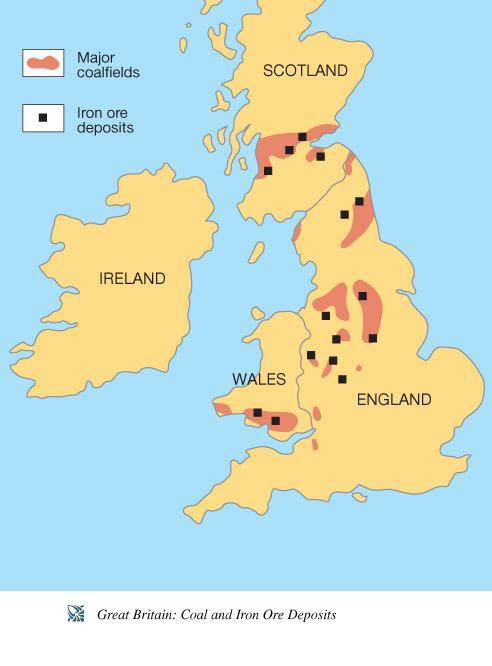 SCOTLAND
Major
coalfields
Iron ore
deposits
IRELAND
WALES
ENGLAND
Great Britain: Coal and Iron Ore Deposits